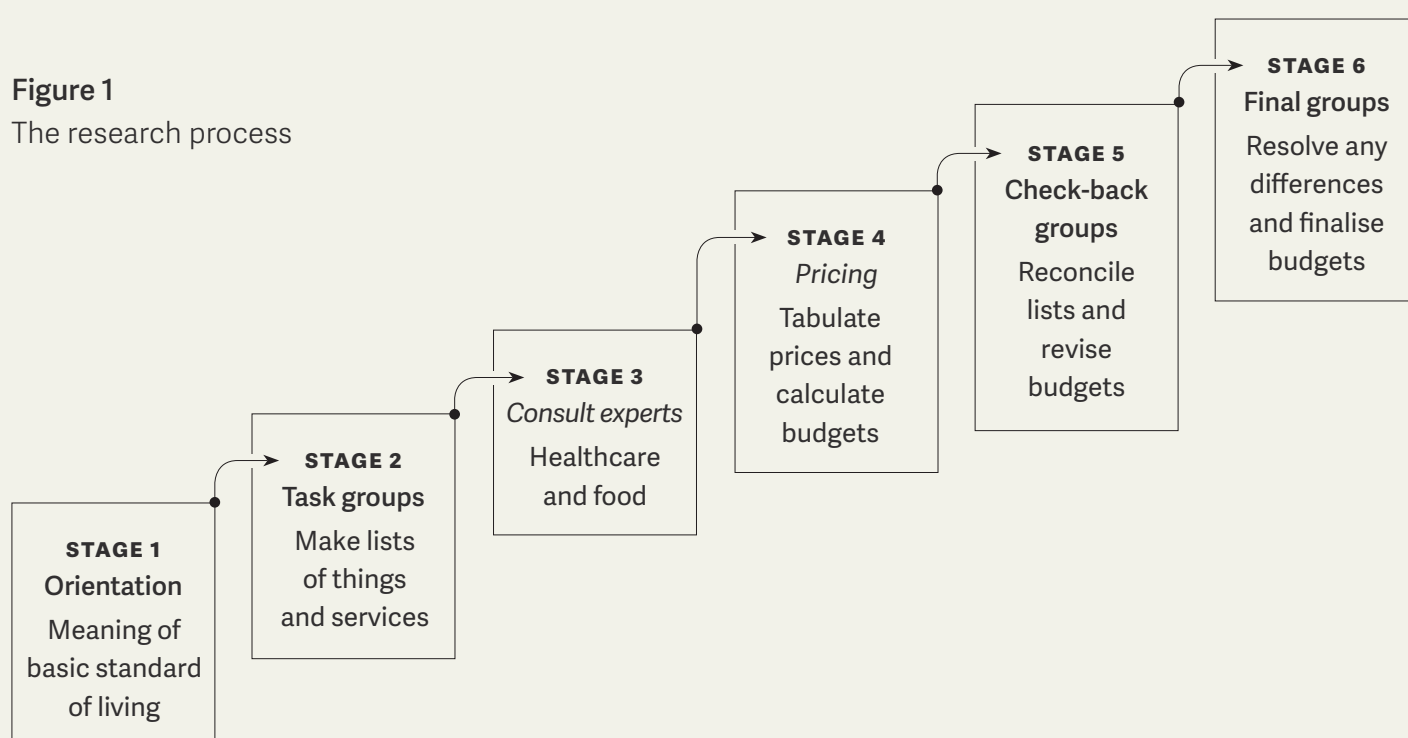 Figure 1
The research process
STAGE 1
Orientation
Meaning of
basic standard
of living
STAGE 2
Task groups
Make lists
of things
and services
STAGE 3
Consult experts
Healthcare
and food
STAGE 4
Pricing
Tabulate
prices and
calculate
budgets
STAGE 5
Check-back
groups
Reconcile
lists and
revise
budgets
STAGE 6
Final groups
Resolve any
differences
and finalise
budgets